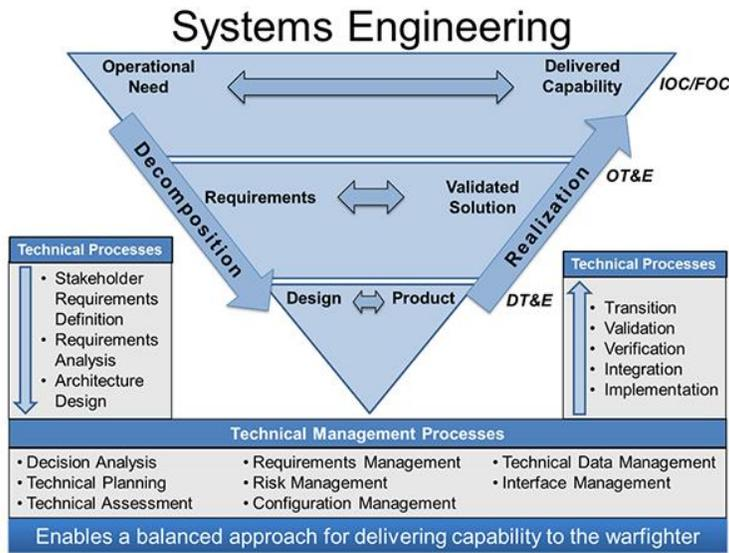 Systems Engineering
Operational
Need
Delivered
Capability
IOC/FOC
Decomposition
Realization
OT&E
Requirements
Validated
Solution
Design
Product
DT&E
Technical Processes
• Stakeholder
Requirements
Definition
• Requirements
Analysis
• Architecture
Design
Technical Processes
• Transition
• Validation
• Verification
• Integration
• Implementation
Technical Management Processes
• Decision Analysis
• Technical Planning
• Technical Assessment
• Requirements Management
• Risk Management
• Configuration Management
• Technical Data Management
• Interface Management
Enables a balanced approach for delivering capability to the warfighter